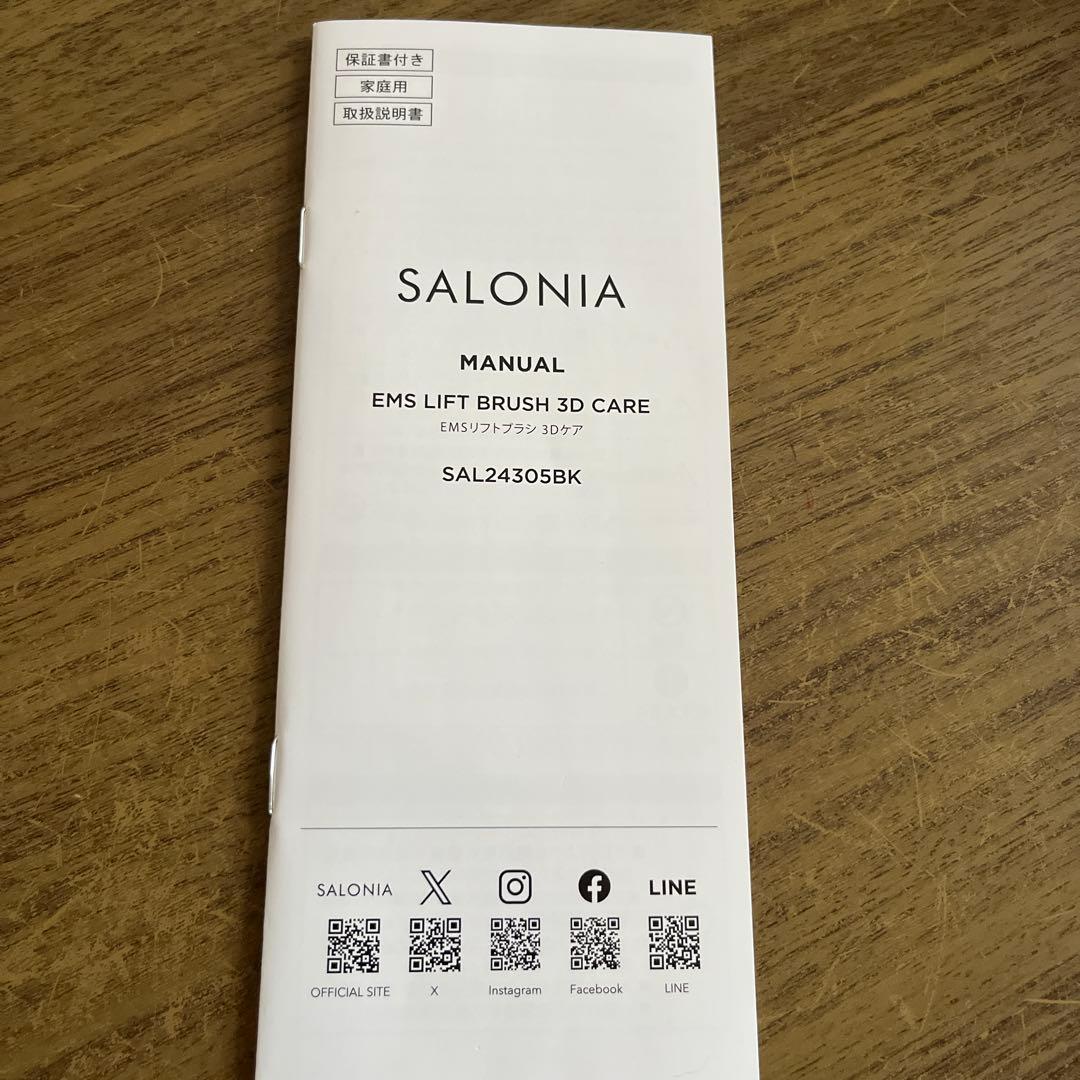 保証書付き
家庭用
取扱説明書
SALONIA
MANUAL
EMS LIFT BRUSH 3D CARE
EMSリフトブラシ 3Dケア
SAL24305BK
SALONIA
LINE
OFFICIAL SITE
X
Instagram
Facebook
LINE